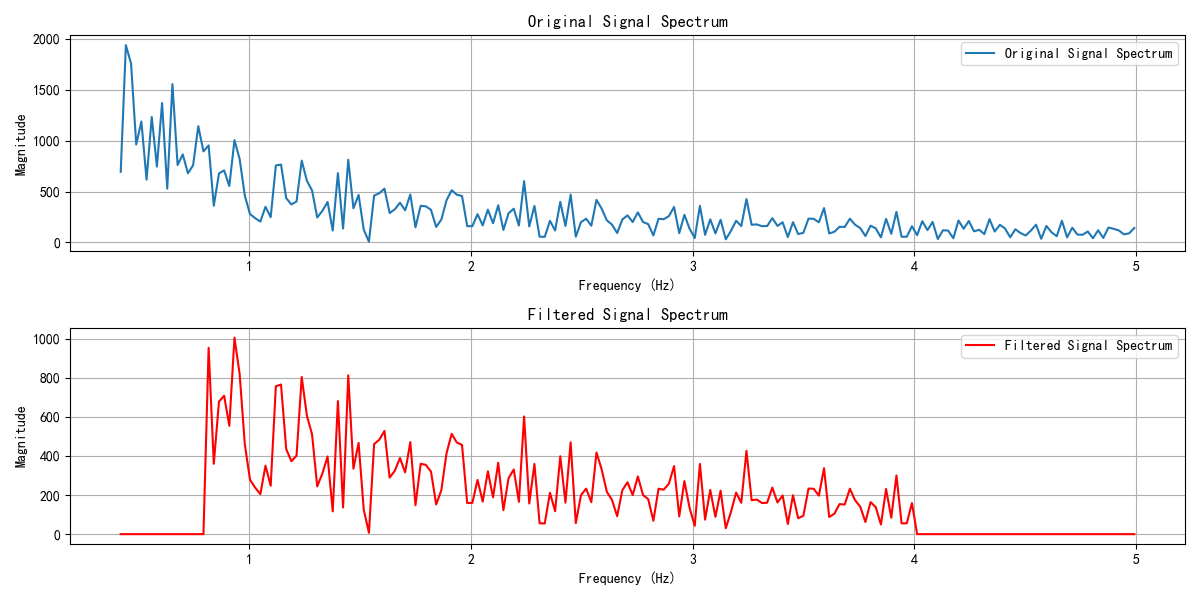 Original Signal Spectrum
2000
1500
1000
500
0
Magnitude
Original Signal Spectrum
1 2 3 4 5
Frequency (Hz)
Filtered Signal Spectrum
1000
800
600
400
200
0
Magnitude
Filtered Signal Spectrum
1 2 3 4 5
Frequency (Hz)